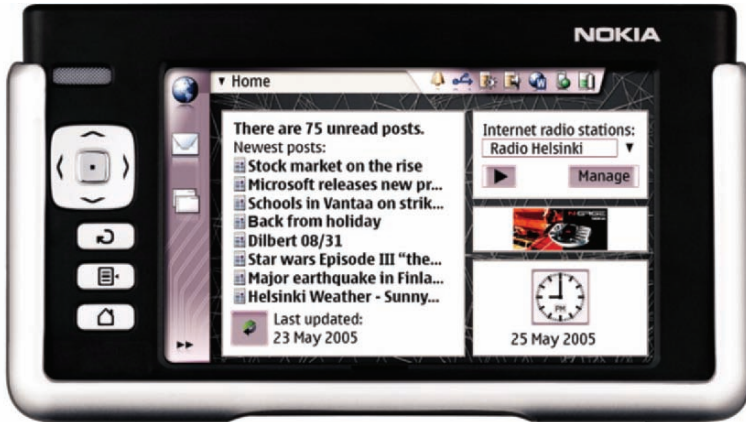 NOKIA
Home
There are 75 unread posts.
Newest posts:
Stock market on the rise
Microsoft releases new pr...
Schools in Vantaa on strik...
Back from holiday
Dilbert 08/31
Star wars Episode III "the...
Major earthquake in Finla...
Helsinki Weather - Sunny...
Last updated:
23 May 2005
Internet radio stations:
Radio Helsinki
Manage
PM
25 May 2005